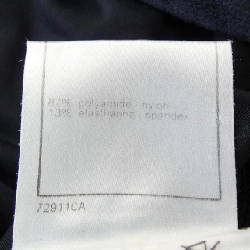 87% polyamide nylon
13% elasthanne spandex
72911CA